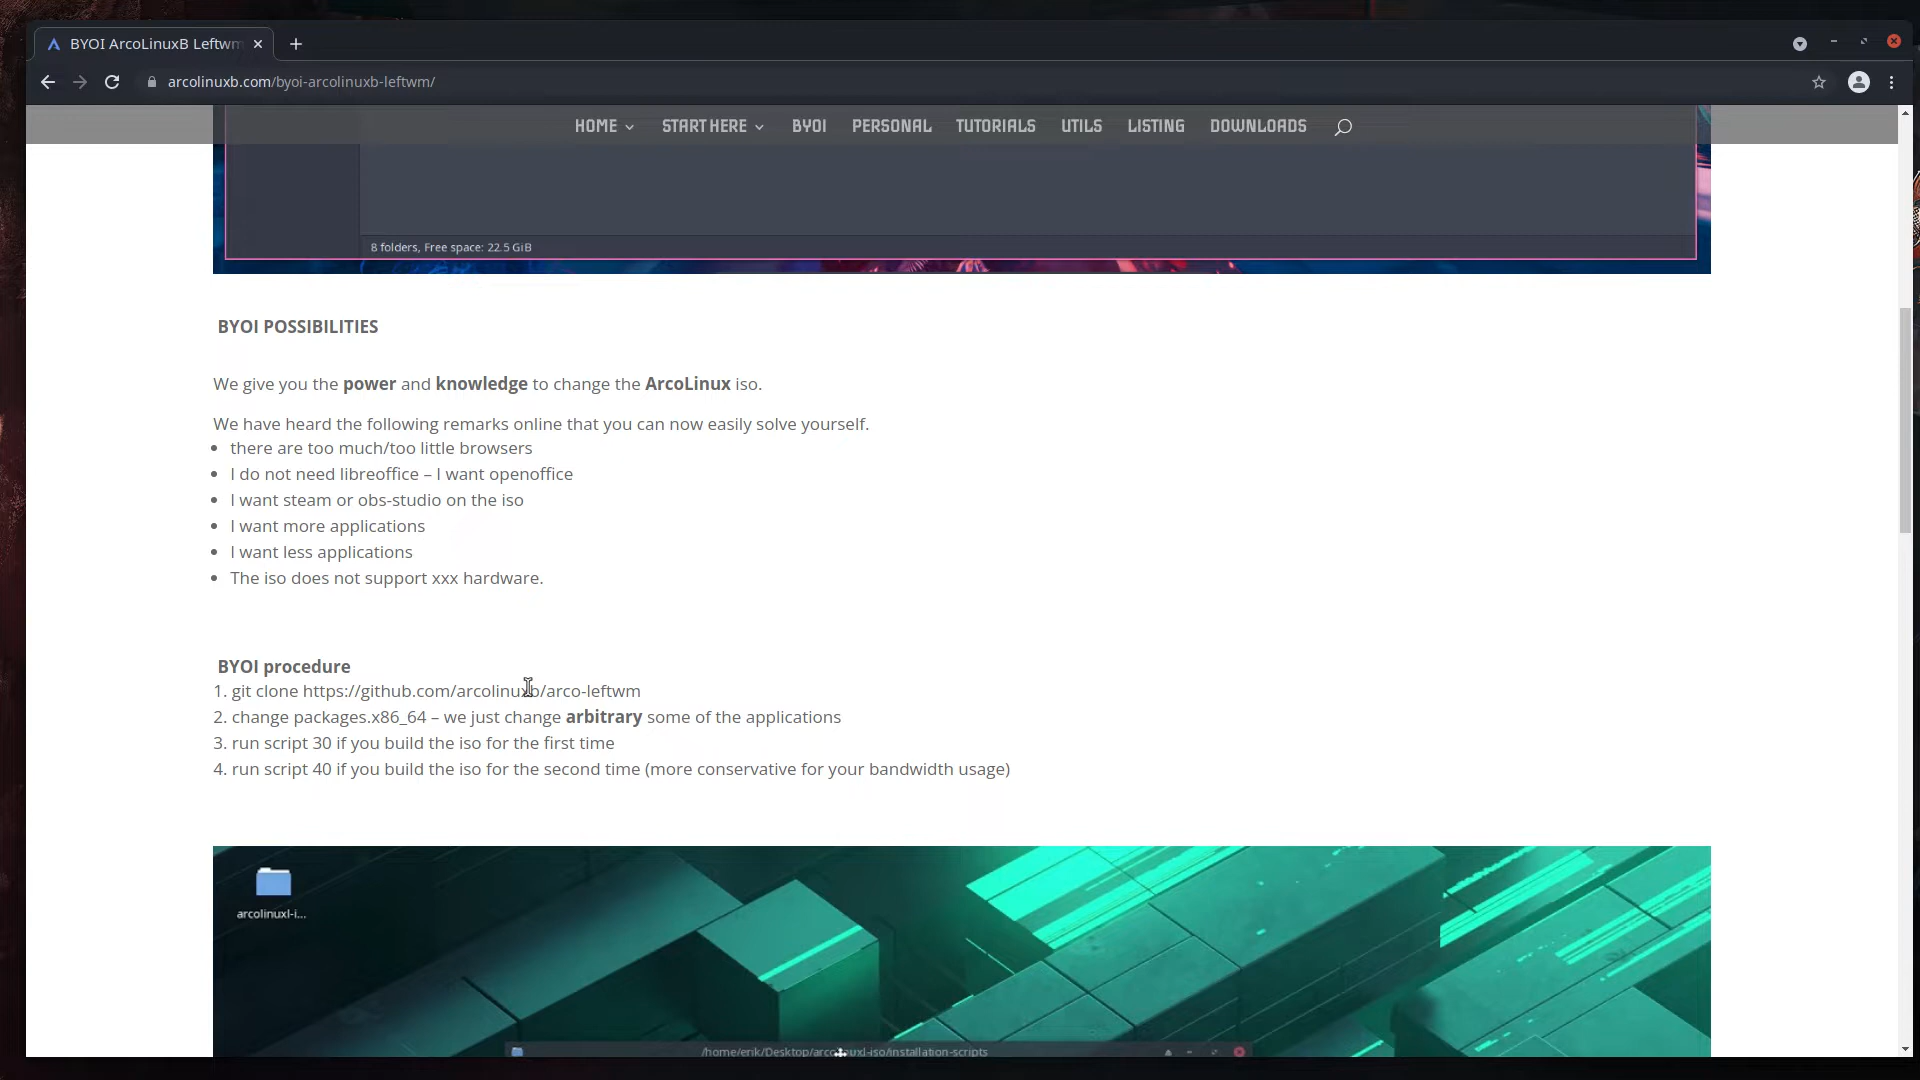 BYOI ArcoLinuxB Leftwm
arcolinuxb.com/byoi-arcolinuxb-leftwm/
HOME START HERE BYOI PERSONAL TUTORIALS UTILS LISTING DOWNLOADS
8 folders, Free space: 22.5 GiB
BYOI POSSIBILITIES
We give you the power and knowledge to change the ArcoLinux iso.
We have heard the following remarks online that you can now easily solve yourself.
• there are too much/too little browsers
• I do not need libreoffice – I want openoffice
• I want steam or obs-studio on the iso
• I want more applications
• I want less applications
• The iso does not support xxx hardware.
BYOI procedure
1. git clone https://github.com/arcolinuxb/arco-leftwm
2. change packages.x86_64 – we just change arbitrary some of the applications
3. run script 30 if you build the iso for the first time
4. run script 40 if you build the iso for the second time (more conservative for your bandwidth usage)
arcolinuxl-i...
/home/erik/Desktop/arcolinuxl-iso/installation-scripts